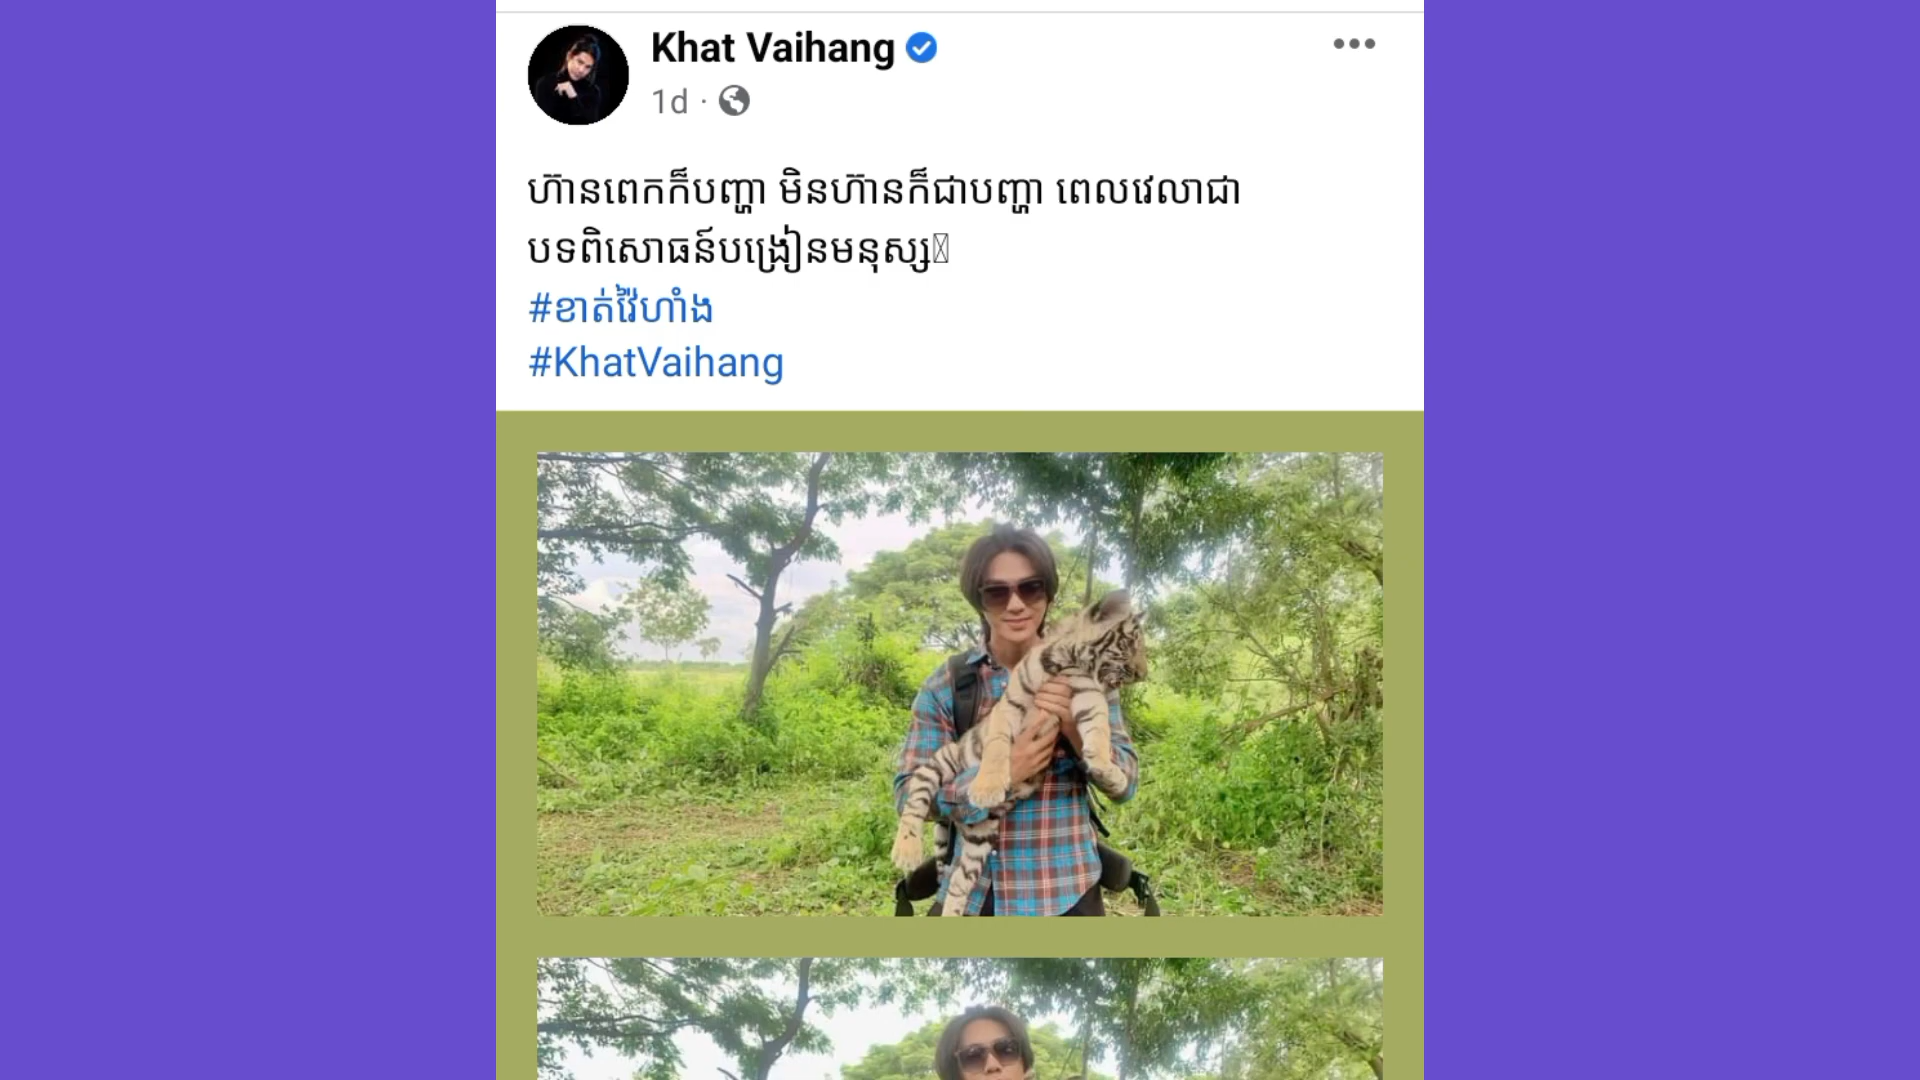 Khat Vaihang
1d ·
ហ៊ានពេកក៏បញ្ហា មិនហ៊ានក៏ជាបញ្ហា ពេលវេលាជា
បទពិសោធន៍បង្រៀនមនុស្ស
#ខាត់វ៉ៃហាំង
#KhatVaihang